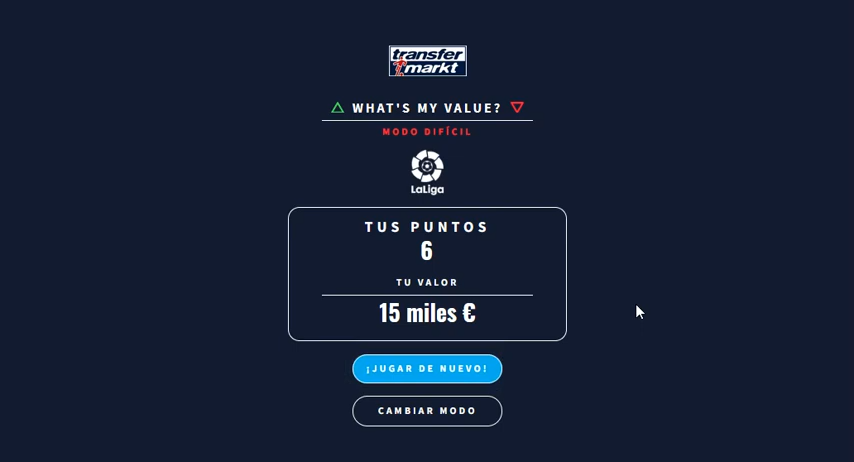 transfer
markt
WHAT'S MY VALUE?
MODO DIFÍCIL
LaLiga
TUS PUNTOS
6
TU VALOR
15 miles €
¡JUGAR DE NUEVO!
CAMBIAR MODO